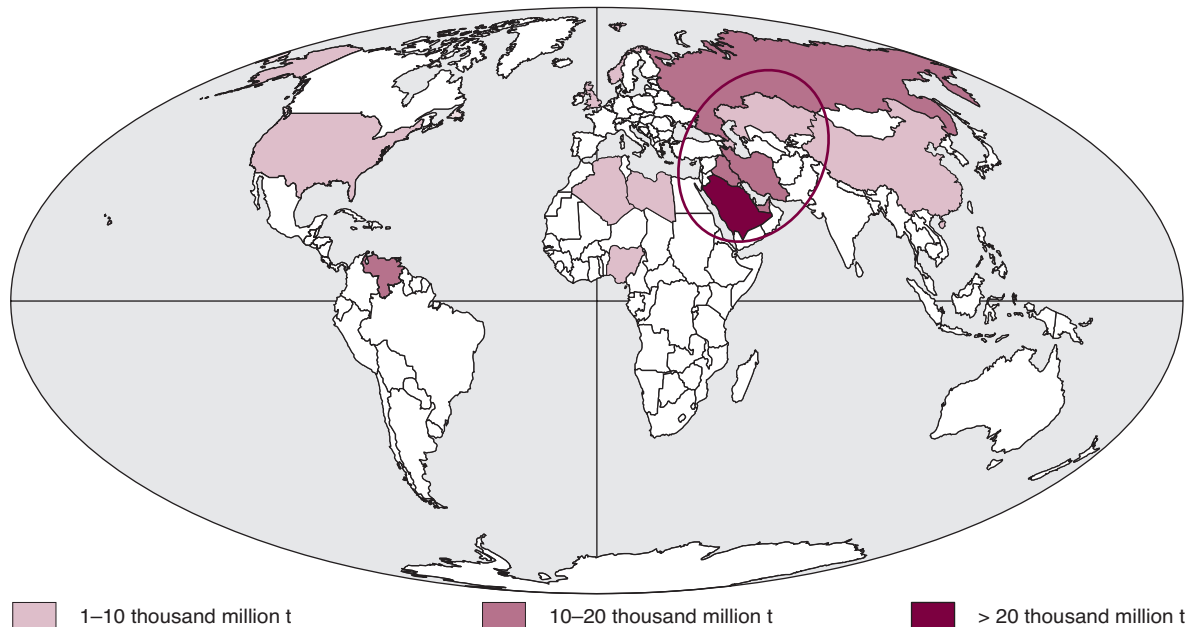 1–10 thousand million t
10–20 thousand million t
> 20 thousand million t